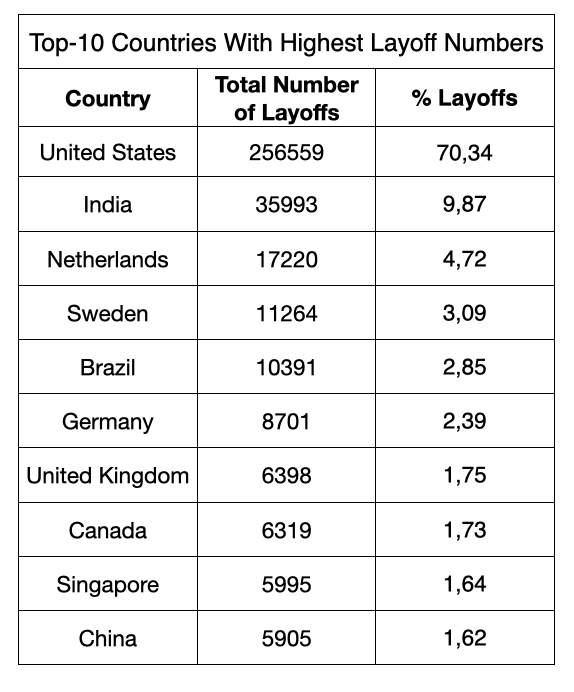 Top-10 Countries With Highest Layoff Numbers
Country Total Number of Layoffs % Layoffs
United States 256559 70,34
India 35993 9,87
Netherlands 17220 4,72
Sweden 11264 3,09
Brazil 10391 2,85
Germany 8701 2,39
United Kingdom 6398 1,75
Canada 6319 1,73
Singapore 5995 1,64
China 5905 1,62